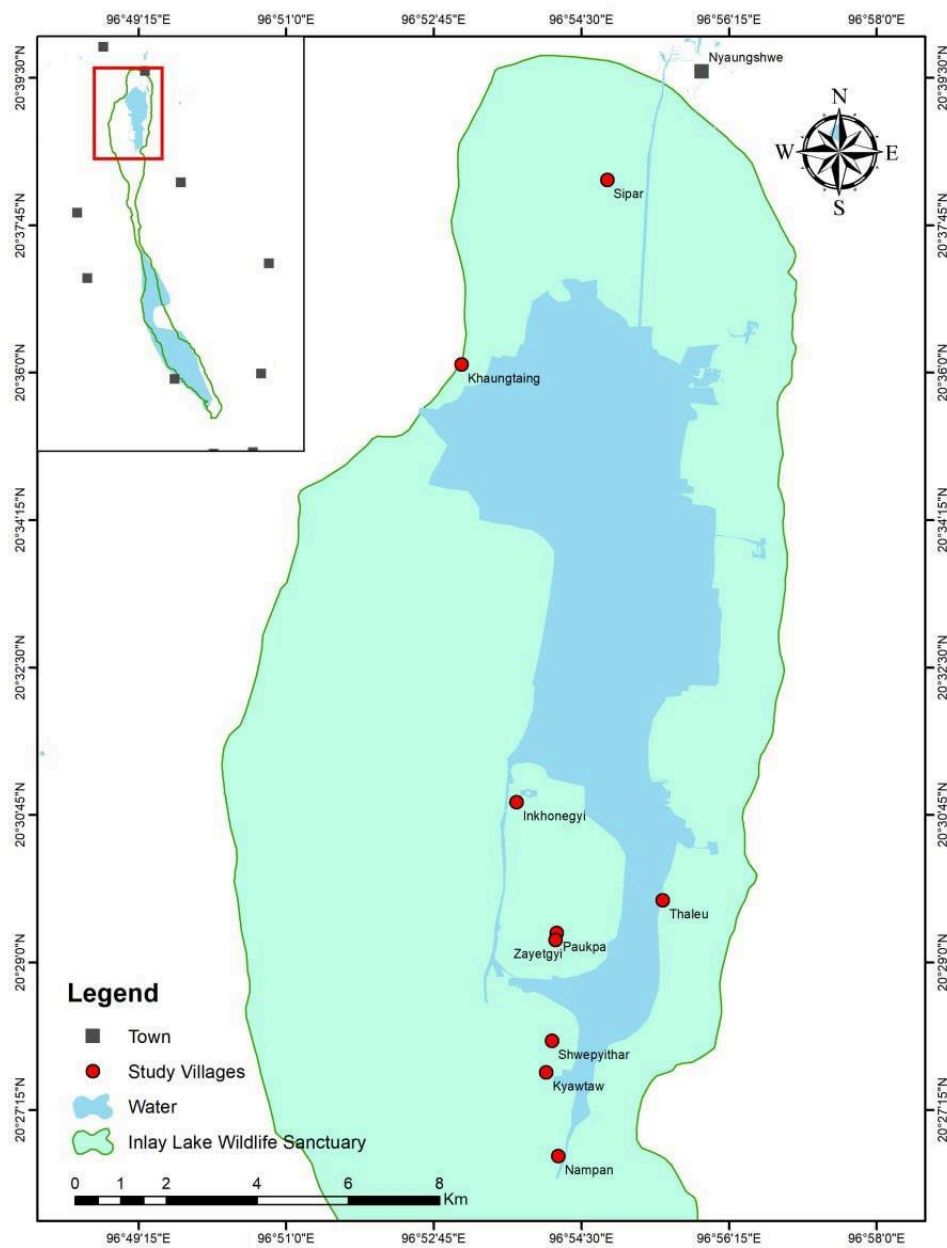 96°49'15"E 96°51'0"E 96°52'45"E 96°54'30"E 96°56'15"E 96°58'0"E
Nyaungshwe
20°39'30"N 20°39'30"N
N
W E
S
Sipar
20°37'45"N 20°37'45"N
20°36'0"N 20°36'0"N
Khaungtaing
20°34'15"N 20°34'15"N
20°32'30"N 20°32'30"N
20°30'45"N 20°30'45"N
Inkhonegyi
Thaleu
Paukpa
Zayetgyi
20°29'0"N 20°29'0"N
Legend
Town
Study Villages
Water
Inlay Lake Wildlife Sanctuary
Shwepyithar
Kyawtaw
20°27'15"N 20°27'15"N
Nampan
0 1 2 4 6 8
Km
96°49'15"E 96°51'0"E 96°52'45"E 96°54'30"E 96°56'15"E 96°58'0"E